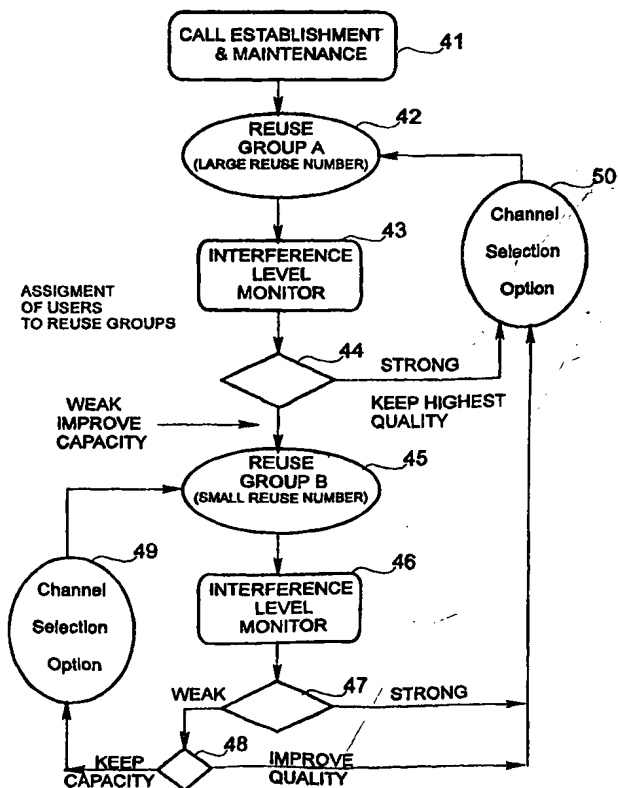 CALL ESTABLISHMENT
& MAINTENANCE
41
42
REUSE
GROUP A
(LARGE REUSE NUMBER)
50
Channel
Selection
Option
43
INTERFERENCE
LEVEL
MONITOR
ASSIGMENT
OF USERS
TO REUSE GROUPS
44
STRONG
KEEP HIGHEST
QUALITY
WEAK
IMPROVE
CAPACITY
45
REUSE
GROUP B
(SMALL REUSE NUMBER)
49
Channel
Selection
Option
46
INTERFERENCE
LEVEL
MONITOR
47
WEAK
STRONG
48
KEEP
CAPACITY
IMPROVE
QUALITY